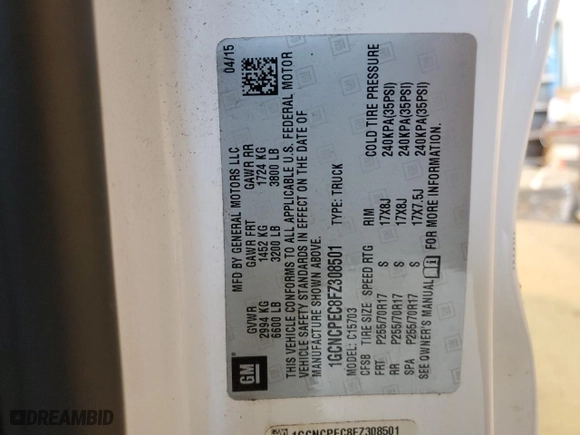 MFD BY GENERAL MOTORS LLC 04/15
GVWR GAWR FRT GAWR RR
2994 KG 1452 KG 1724 KG
6600 LB 3200 LB 3800 LB
THIS VEHICLE CONFORMS TO ALL APPLICABLE U.S. FEDERAL MOTOR
VEHICLE SAFETY STANDARDS IN EFFECT ON THE DATE OF
MANUFACTURE SHOWN ABOVE.
1GCNCPEC8FZ308501 TYPE: TRUCK
MODEL: C15703
CFSB TIRE SIZE SPEED RTG RIM COLD TIRE PRESSURE
FRT P255/70R17 S 17X8J 240KPA(35PSI)
RR P255/70R17 S 17X8J 240KPA(35PSI)
SPA P255/70R17 S 17X7.5J 240KPA(35PSI)
SEE OWNER'S MANUAL FOR MORE INFORMATION.
GM
1GCNCPEC8FZ308501
DREAMBID